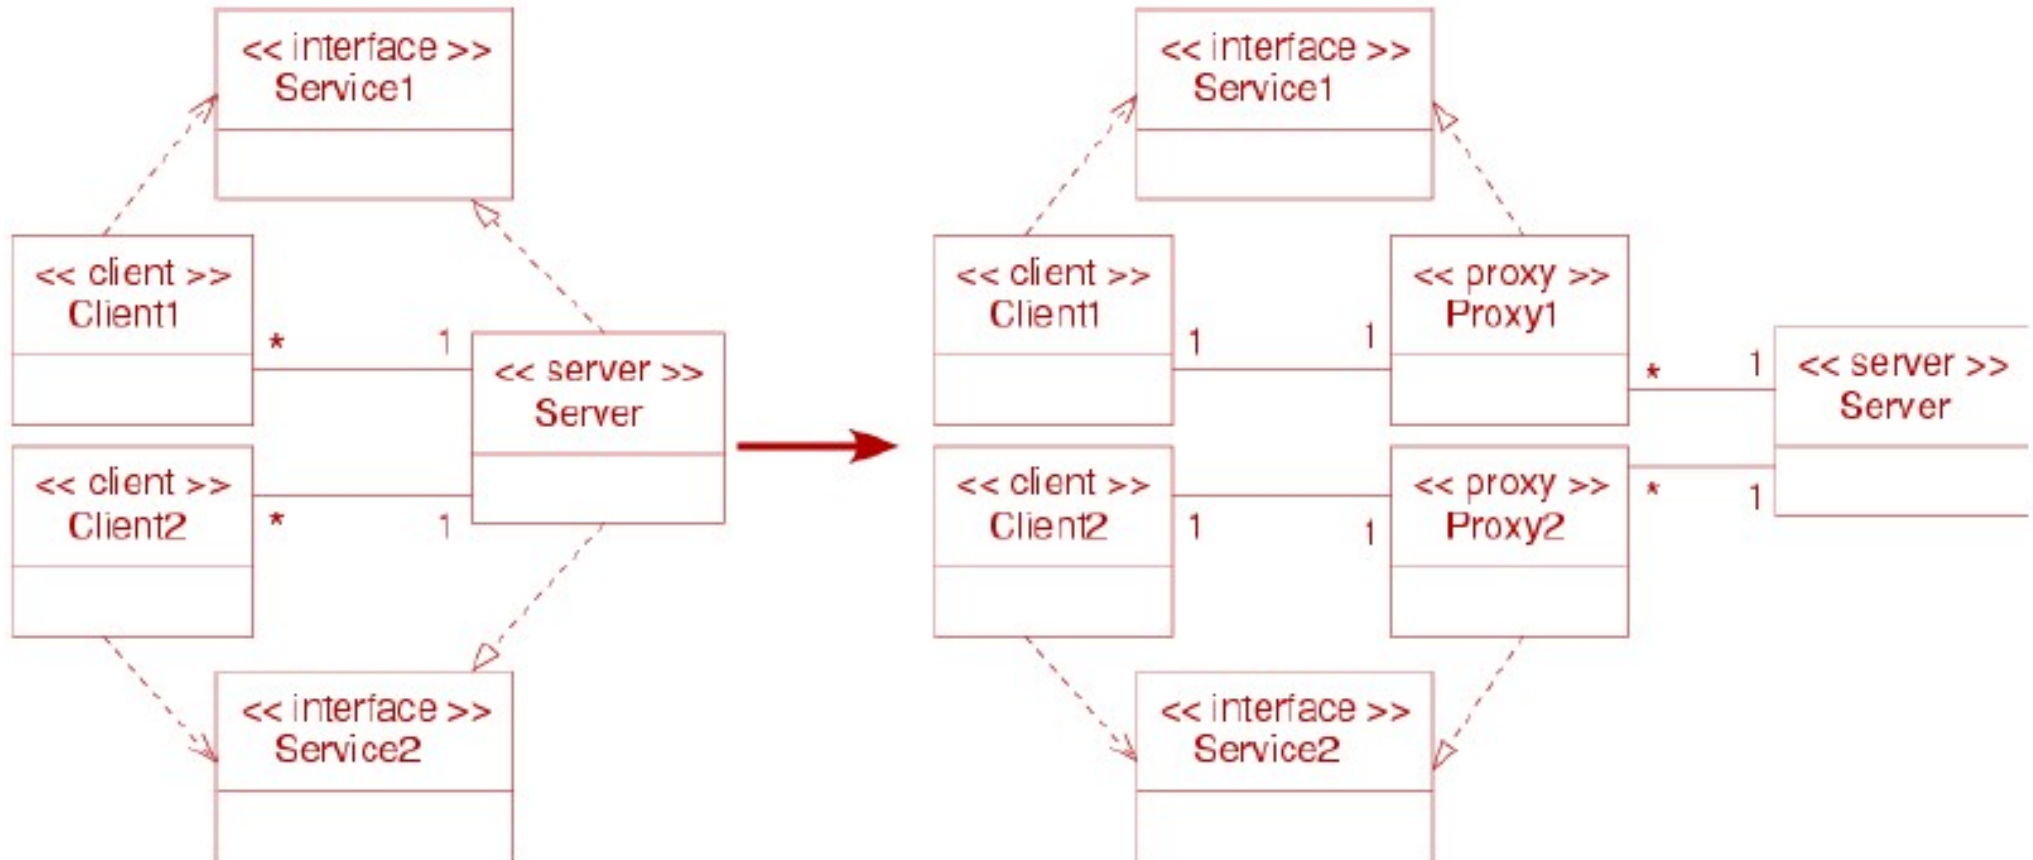 << interface >>
Service1
<< client >>
Client1
* 1
<< server >>
Server
<< client >>
Client2
* 1
<< interface >>
Service2
<< interface >>
Service1
<< client >>
Client1
1 1
<< proxy >>
Proxy1
* 1
<< server >>
Server
<< client >>
Client2
1 1
<< proxy >>
Proxy2
* 1
<< interface >>
Service2